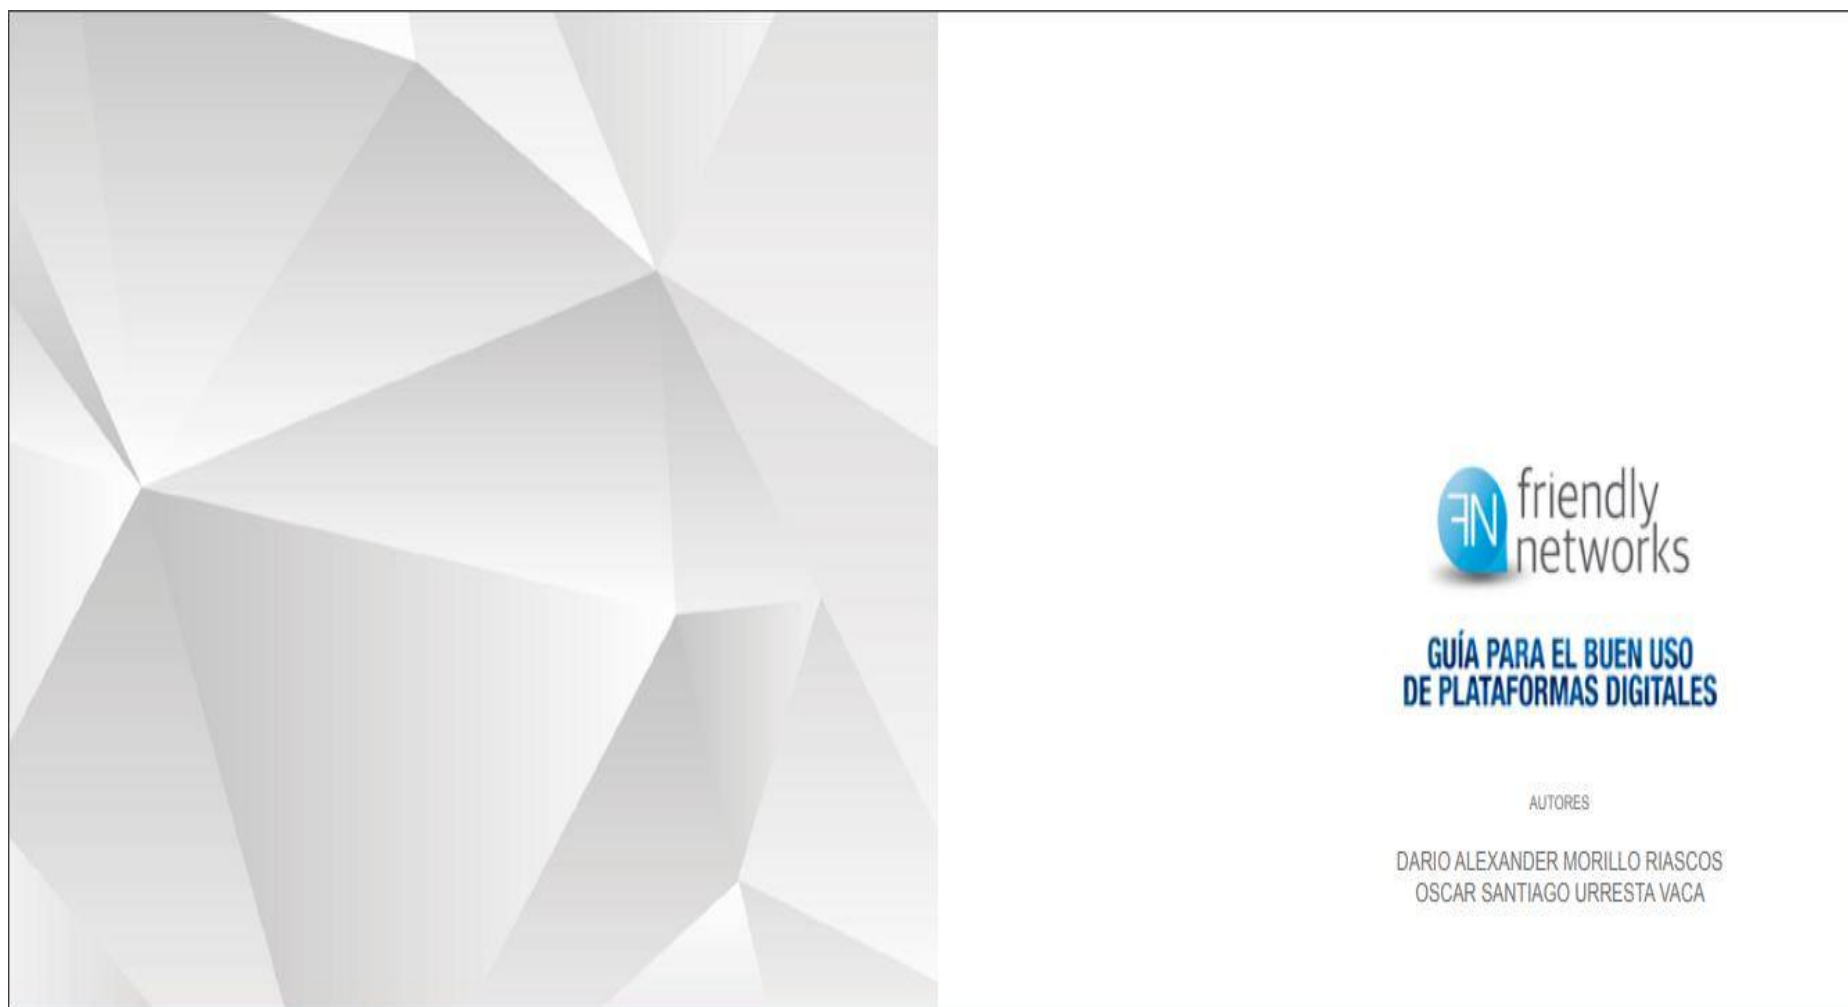 FN
friendly
networks
GUÍA PARA EL BUEN USO
DE PLATAFORMAS DIGITALES
AUTORES
DARIO ALEXANDER MORILLO RIASCOS
OSCAR SANTIAGO URRESTA VACA